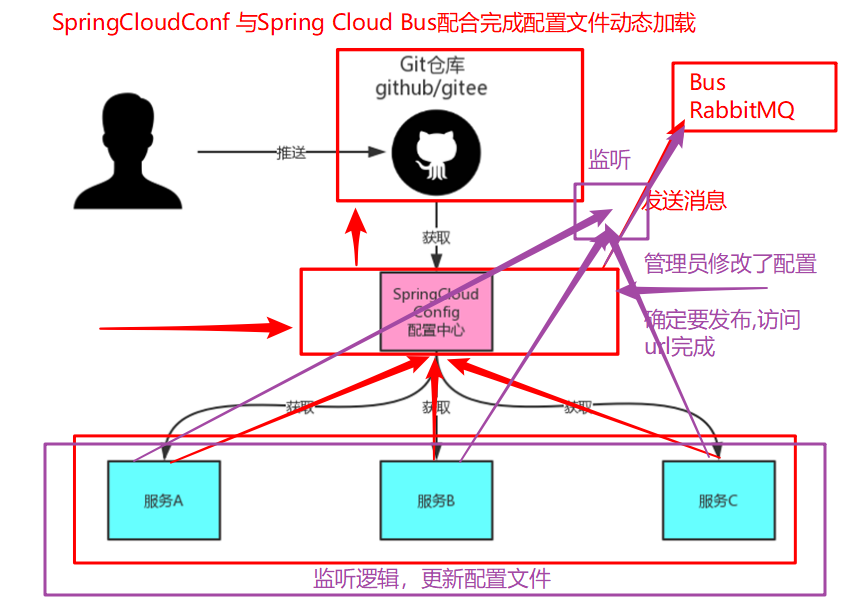 SpringCloudConf 与Spring Cloud Bus配合完成配置文件动态加载
Git仓库
github/gitee
Bus
RabbitMQ
推送
监听
发送消息
获取
管理员修改了配置
SpringCloud
Config
配置中心
确定要发布,访问
url完成
获取
获取
获取
服务A
服务B
服务C
监听逻辑，更新配置文件